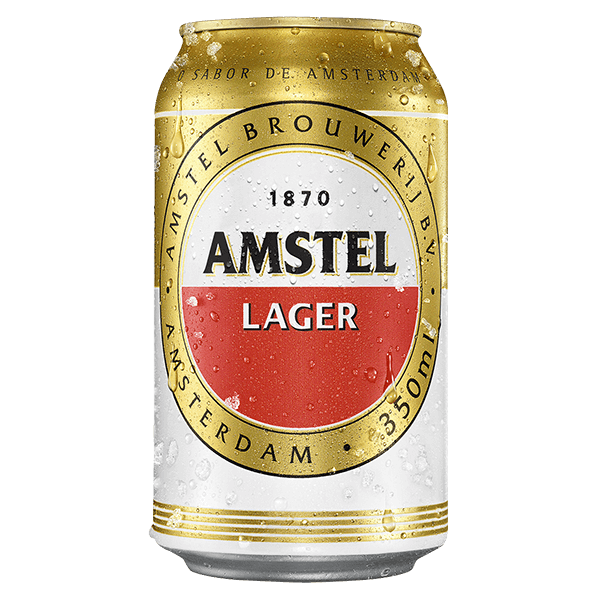 O SABOR DE AMSTERDAM
AMSTEL BROUWERIJ B.V.
1870
AMSTEL
LAGER
AMSTERDAM • 350ml